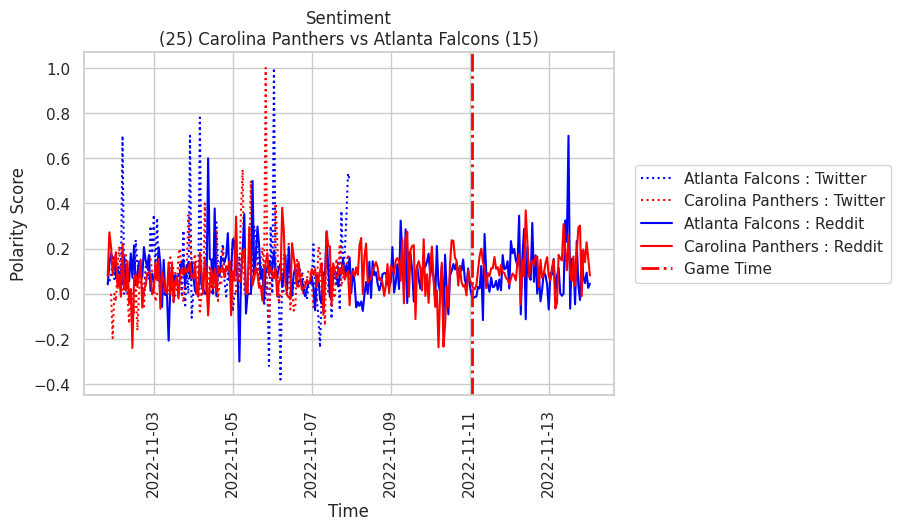 Sentiment
(25) Carolina Panthers vs Atlanta Falcons (15)
Polarity Score
1.0
0.8
0.6
0.4
0.2
0.0
−0.2
−0.4
2022-11-03
2022-11-05
2022-11-07
2022-11-09
2022-11-11
2022-11-13
Time
Atlanta Falcons : Twitter
Carolina Panthers : Twitter
Atlanta Falcons : Reddit
Carolina Panthers : Reddit
Game Time